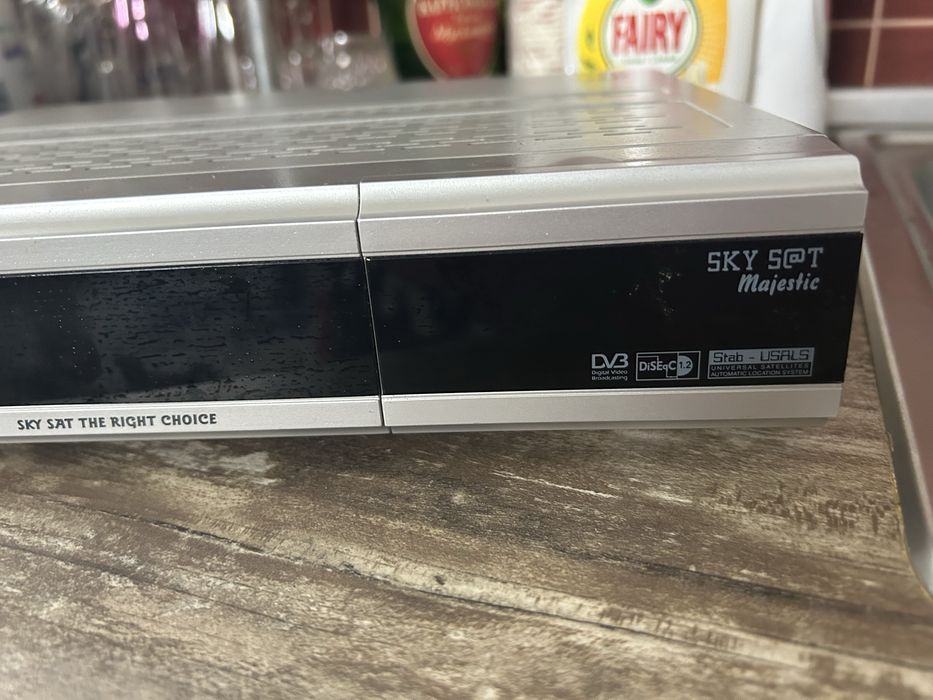 FAIRY
SKY S@T
Majestic
DVB
Digital Video
Broadcasting
DiSEqC 1.2
Stab - USALS
UNIVERSAL SATELLITES
AUTOMATIC LOCATION SYSTEM
SKY SAT THE RIGHT CHOICE